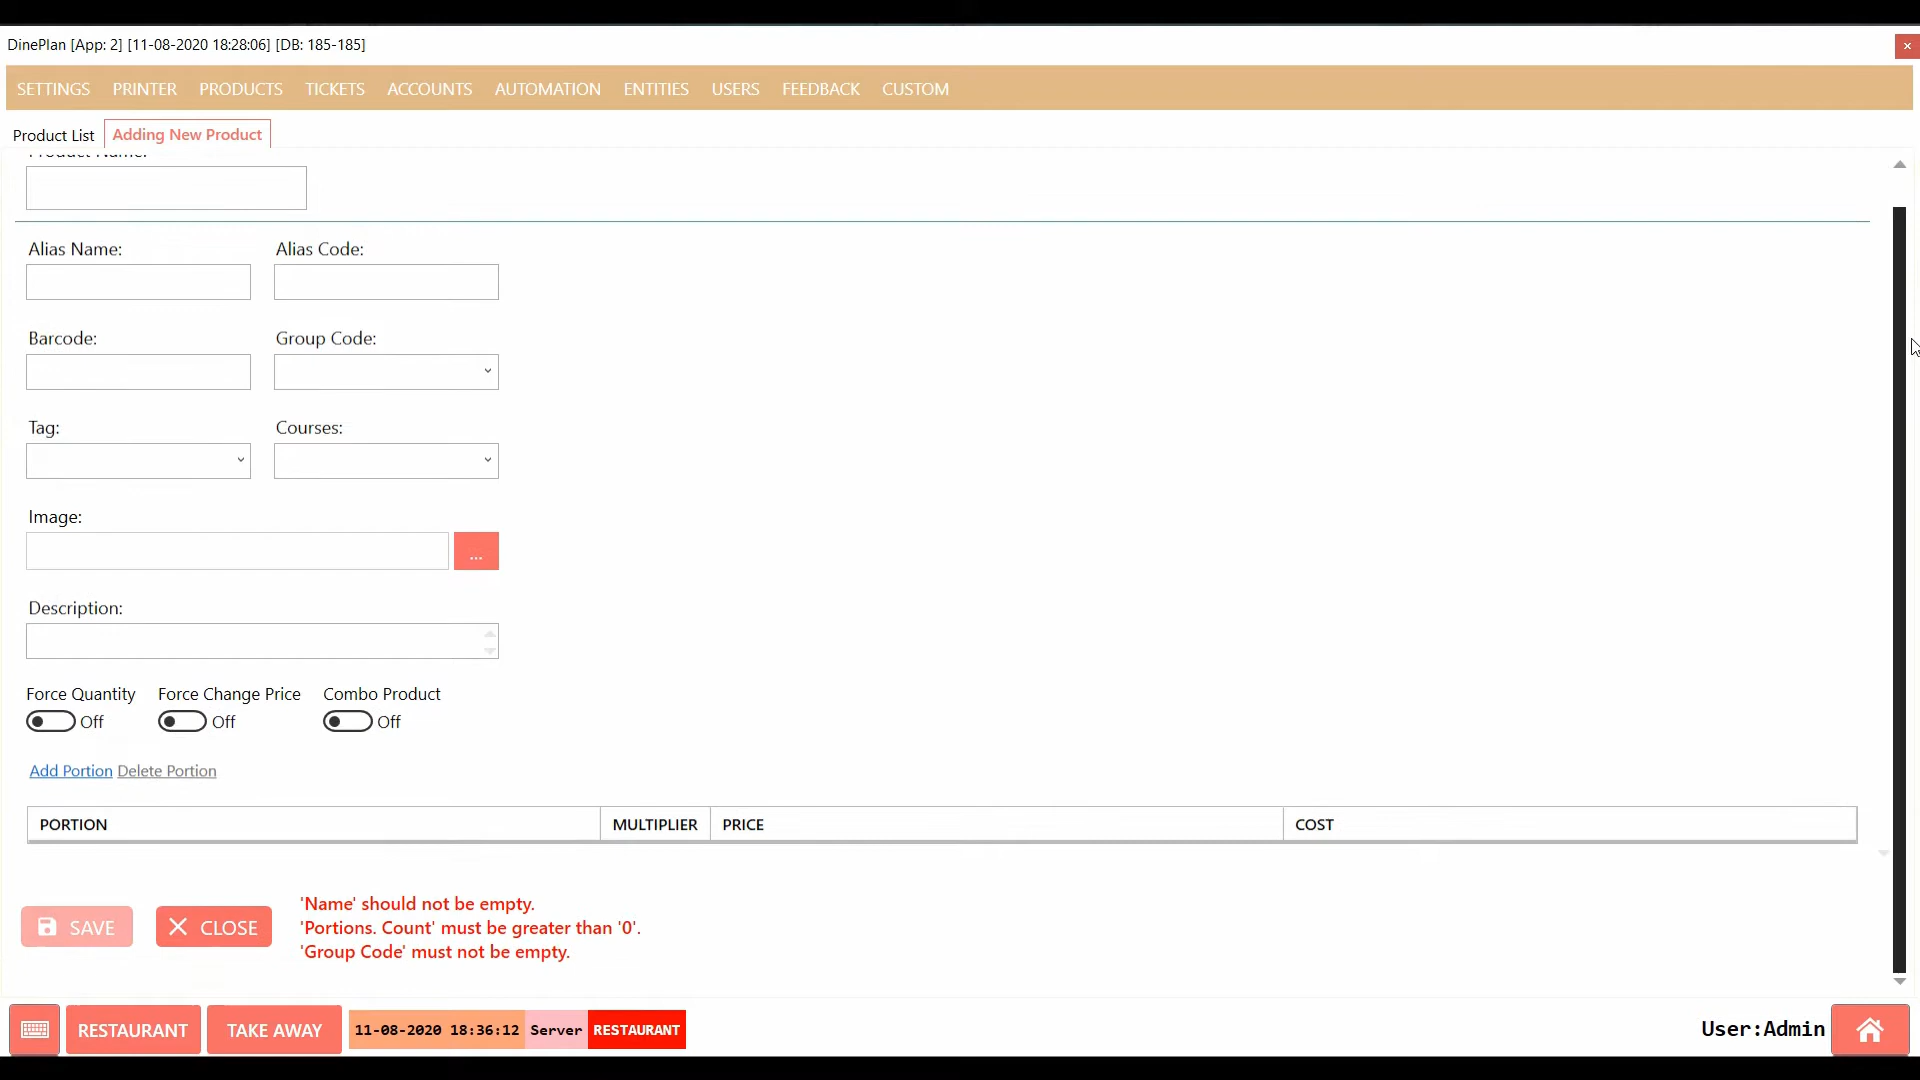 DinePlan [App: 2] [11-08-2020 18:28:06] [DB: 185-185]
SETTINGS PRINTER PRODUCTS TICKETS ACCOUNTS AUTOMATION ENTITIES USERS FEEDBACK CUSTOM
Product List Adding New Product
Product Name:
Alias Name: Alias Code:
Barcode: Group Code:
Tag: Courses:
Image:
...
Description:
Force Quantity Force Change Price Combo Product
Off Off Off
Add Portion Delete Portion
PORTION MULTIPLIER PRICE COST
'Name' should not be empty.
SAVE CLOSE 'Portions. Count' must be greater than '0'.
'Group Code' must not be empty.
RESTAURANT TAKE AWAY 11-08-2020 18:36:12 Server RESTAURANT User:Admin